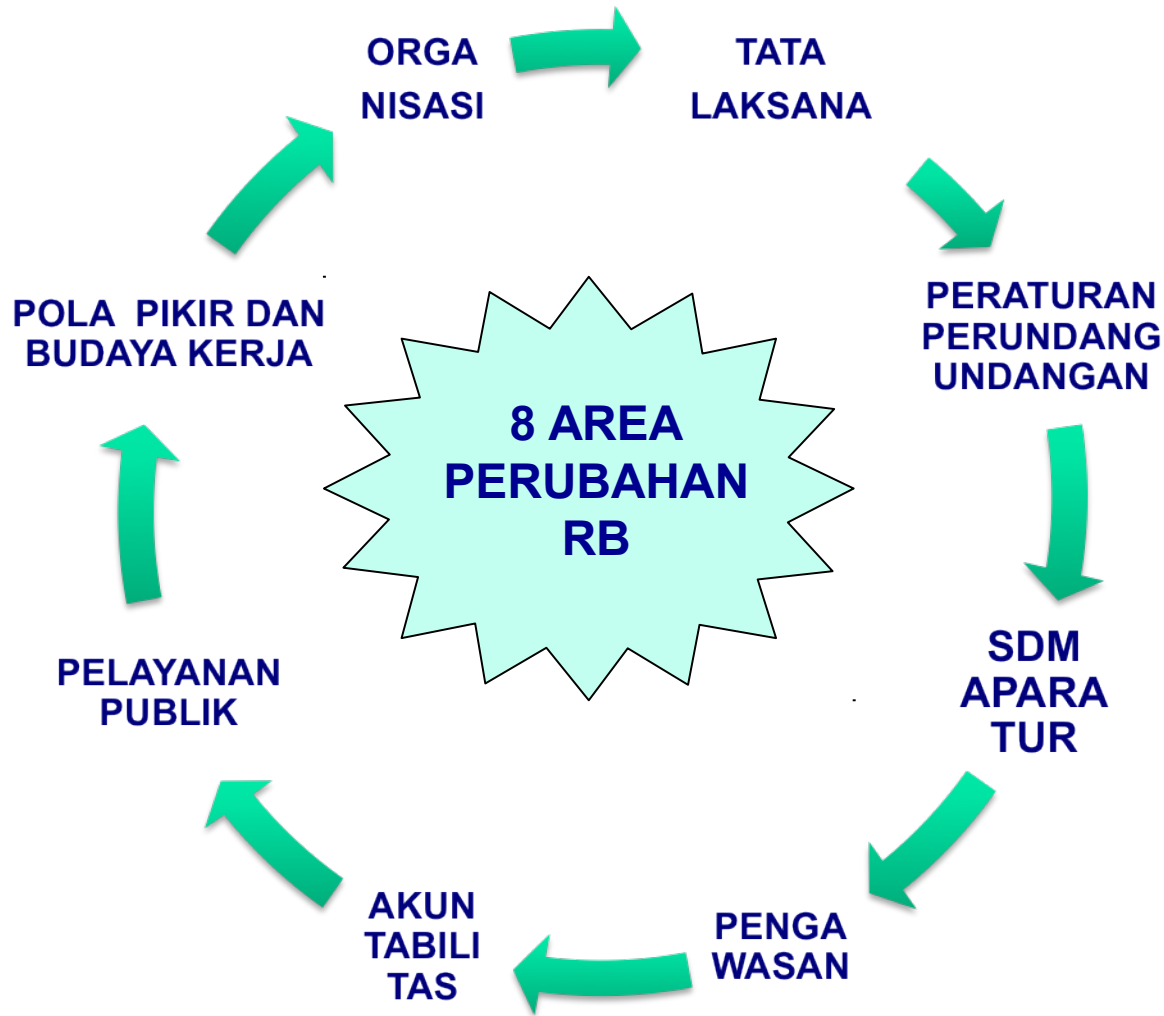 ORGA
NISASI
TATA
LAKSANA
PERATURAN
PERUNDANG
UNDANGAN
SDM
APARA
TUR
PENGA
WASAN
AKUN
TABILI
TAS
PELAYANAN
PUBLIK
POLA PIKIR DAN
BUDAYA KERJA
8 AREA
PERUBAHAN
RB